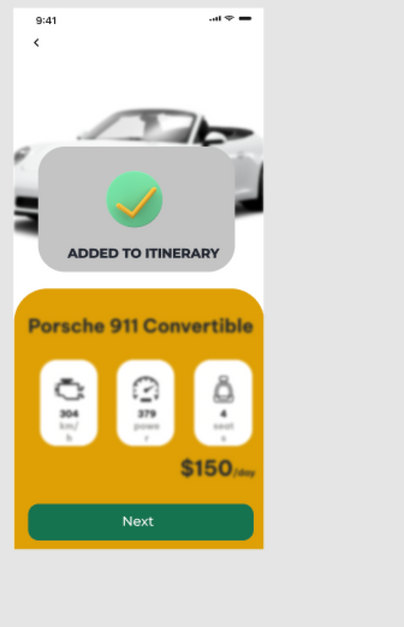 9:41
ADDED TO ITINERARY
Porsche 911 Convertible
304
km/
h
379
powe
r
4
seat
s
$150/day
Next